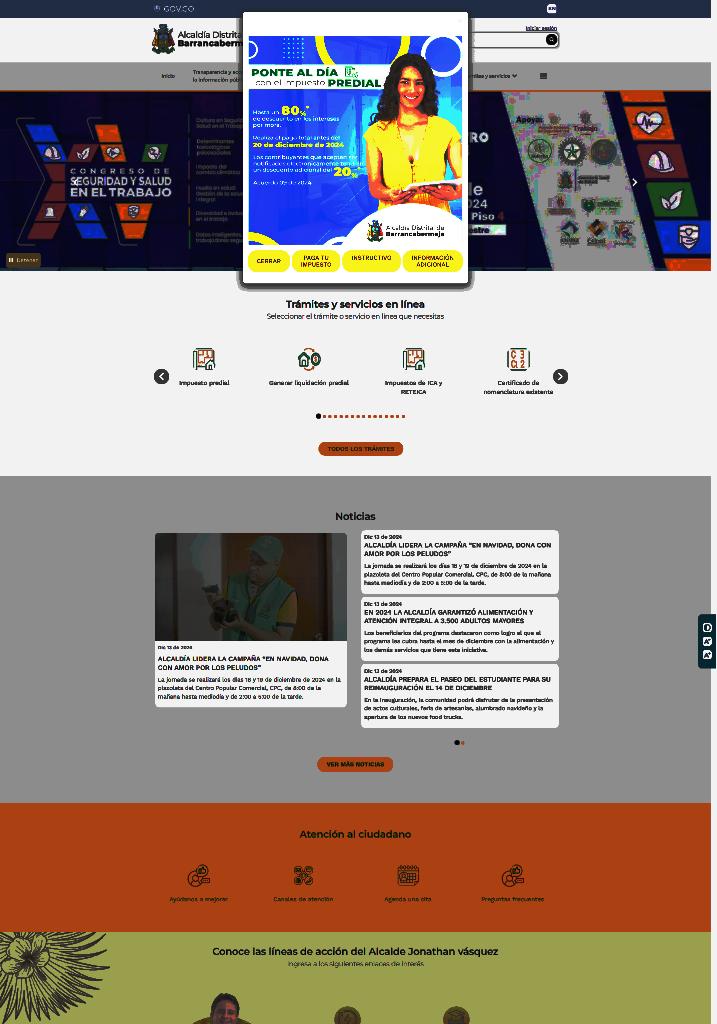 GOV.CO
EN
Alcaldía Distrital
Barrancabermeja
Iniciar sesión
Inicio
Transparencia y
la información
y servicios
PONTE AL DÍA
con el impuesto PREDIAL
Hasta un 80%*
de descuento en los intereses
por mora.
Realiza el pago total antes del
20 de diciembre de 2024
Los contribuyentes que acepten ser
notificados electrónicamente tendrán
un descuento adicional del 20%*
Acuerdo 09 de 2024
Alcaldía Distrital de
Barrancabermeja
CERRAR
PAGA TU
IMPUESTO
INSTRUCTIVO
INFORMACIÓN
ADICIONAL
CONGRESO DE
SEGURIDAD Y SALUD
EN EL TRABAJO
Apoya:
Piso 4
Detener
Trámites y servicios en línea
Seleccionar el trámite o servicio en línea que necesitas
Impuesto predial
Generar liquidación predial
Impuestos de ICA y
RETEICA
Certificado de
nomenclatura existente
TODOS LOS TRÁMITES
Noticias
Dic 13 de 2024
ALCALDÍA LIDERA LA CAMPAÑA “EN NAVIDAD, DONA
CON AMOR POR LOS PELUDOS”
La jornada se realizará los días 18 y 19 de diciembre de 2024 en la
plazoleta del Centro Popular Comercial, CPC, de 8:00 de la
mañana hasta mediodía y de 2:00 a 5:00 de la tarde.
Dic 13 de 2024
ALCALDÍA LIDERA LA CAMPAÑA “EN NAVIDAD, DONA CON
AMOR POR LOS PELUDOS”
La jornada se realizará los días 18 y 19 de diciembre de 2024 en la
plazoleta del Centro Popular Comercial, CPC, de 8:00 de la mañana
hasta mediodía y de 2:00 a 5:00 de la tarde.
Dic 13 de 2024
EN 2024 LA ALCALDÍA GARANTIZÓ ALIMENTACIÓN Y
ATENCIÓN INTEGRAL A 3.500 ADULTOS MAYORES
Los beneficiarios del programa destacaron como logro el que el
programa les cubra hasta el mes de diciembre con la alimentación y
los demás servicios que tiene esta iniciativa.
Dic 13 de 2024
ALCALDÍA PREPARA EL PASEO DEL ESTUDIANTE PARA SU
REINAUGURACIÓN EL 14 DE DICIEMBRE
En la inauguración, la comunidad podrá disfrutar de la presentación
de actos culturales, feria de artesanías, alumbrado navideño y la
apertura de los nuevos food trucks.
VER MÁS NOTICIAS
Atención al ciudadano
Ayúdanos a mejorar
Canales de atención
Agenda una cita
Preguntas frecuentes
Conoce las líneas de acción del Alcalde Jonathan vásquez
Ingresa a los siguientes enlaces de interés